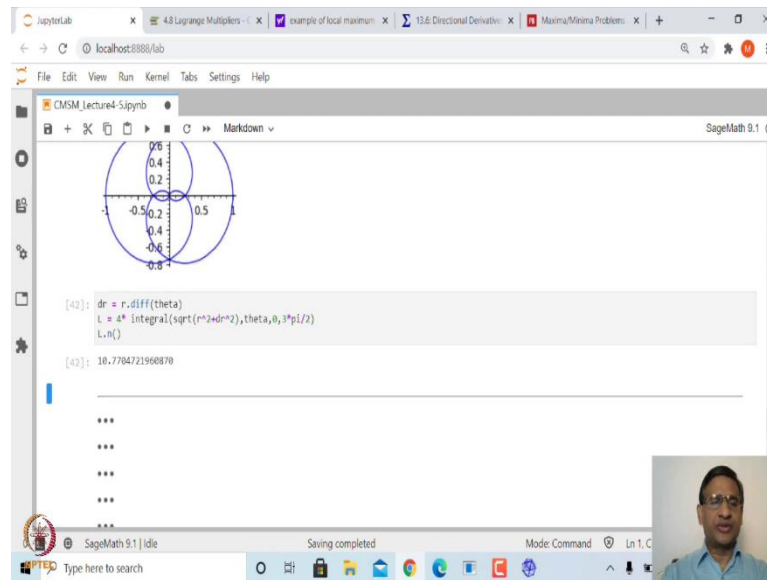 JupyterLab
4.8 Lagrange Multipliers -
example of local maximum
13.6: Directional Derivative
Maxima/Minima Problems
localhost:8888/lab
File Edit View Run Kernel Tabs Settings Help
CMSM_Lecture4-5.ipynb
Markdown
SageMath 9.1
0.6
0.4
0.2
-1 -0.5 0.5 1
-0.2
-0.4
-0.6
-0.8
[42]: dr = r.diff(theta)
L = 4* integral(sqrt(r^2+dr^2),theta,0,3*pi/2)
L.n()
[42]: 10.7704721960870
SageMath 9.1 | Idle
Saving completed
Mode: Command
Ln 1, C
NPTEL
Type here to search